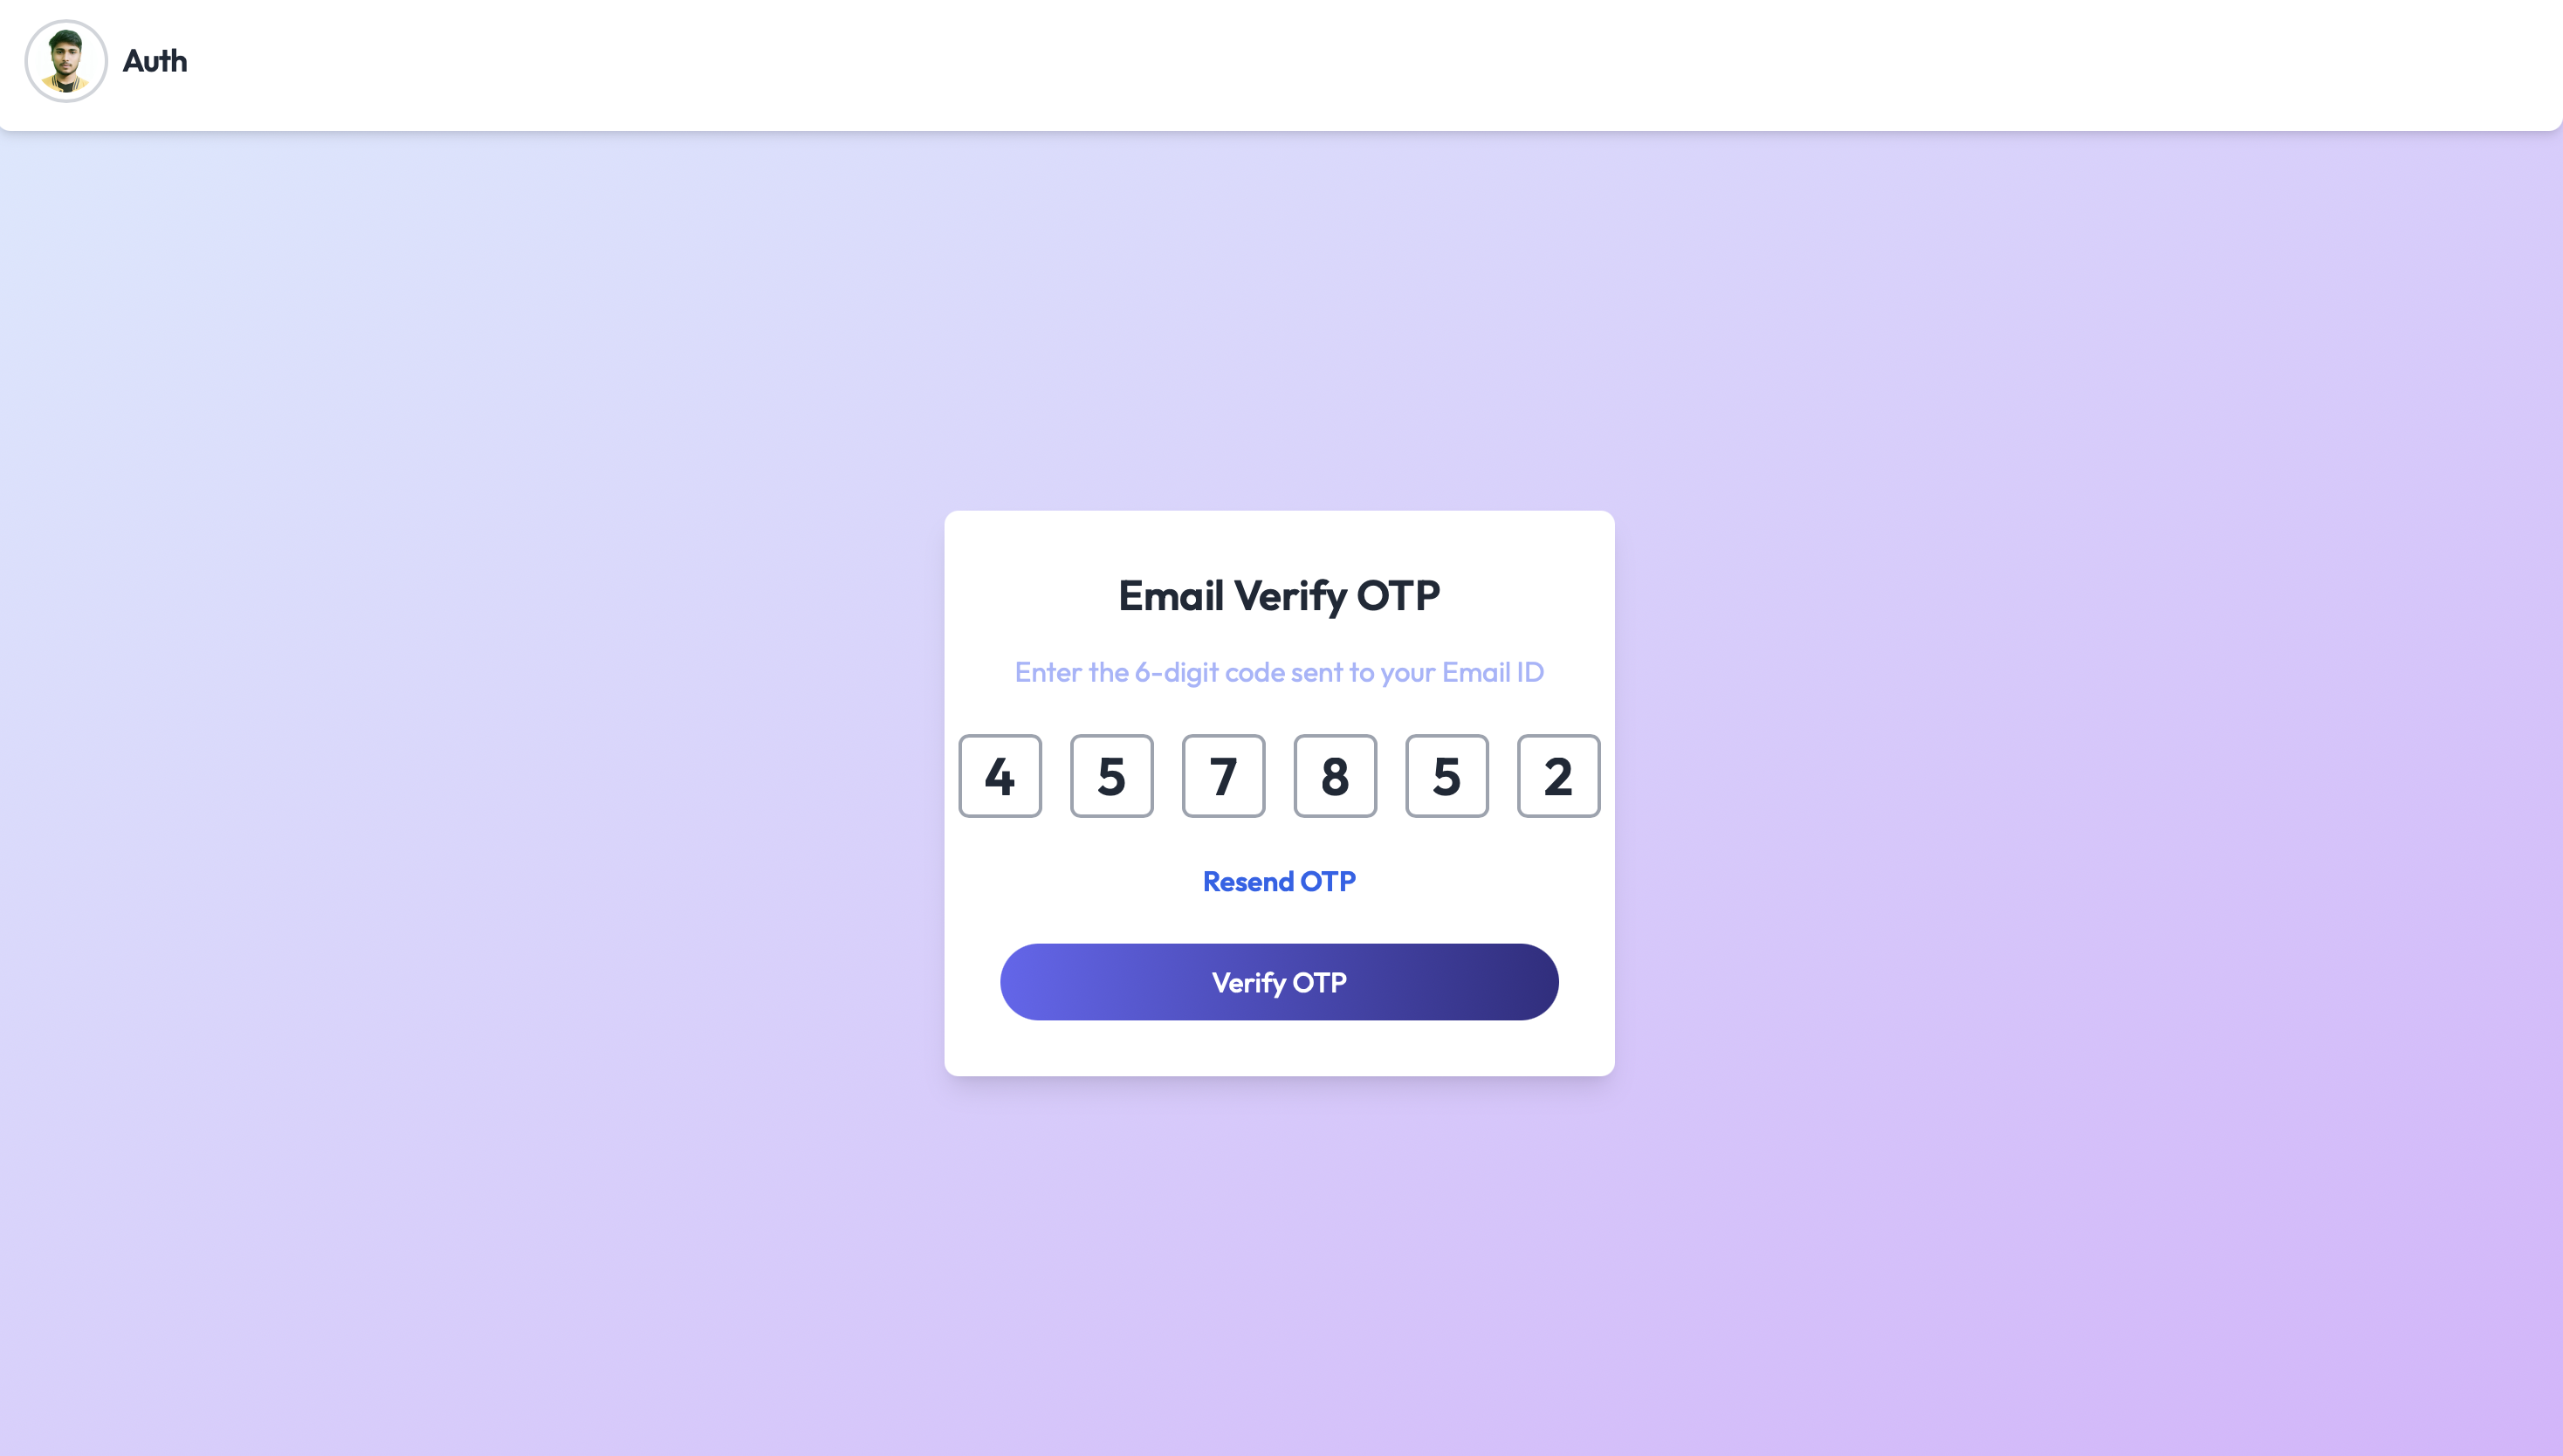 Auth
Email Verify OTP
Enter the 6-digit code sent to your Email ID
4 5 7 8 5 2
Resend OTP
Verify OTP